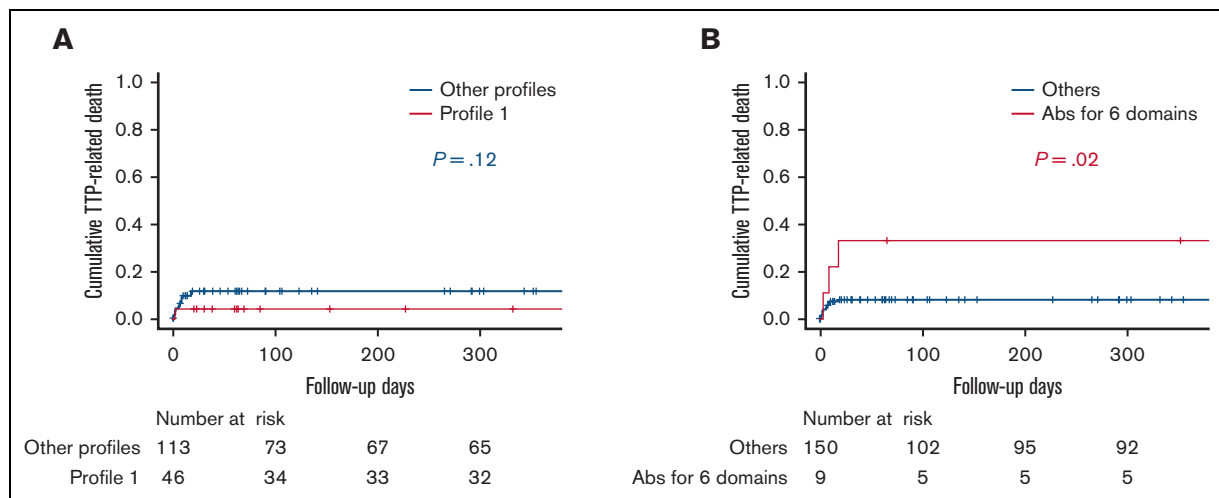 A
Cumulative TTP-related death
1.0
0.8
0.6
0.4
0.2
0.0
Other profiles
Profile 1
P = .12
0 100 200 300
Follow-up days
Number at risk
Other profiles 113 73 67 65
Profile 1 46 34 33 32
B
Cumulative TTP-related death
1.0
0.8
0.6
0.4
0.2
0.0
Others
Abs for 6 domains
P = .02
0 100 200 300
Follow-up days
Number at risk
Others 150 102 95 92
Abs for 6 domains 9 5 5 5